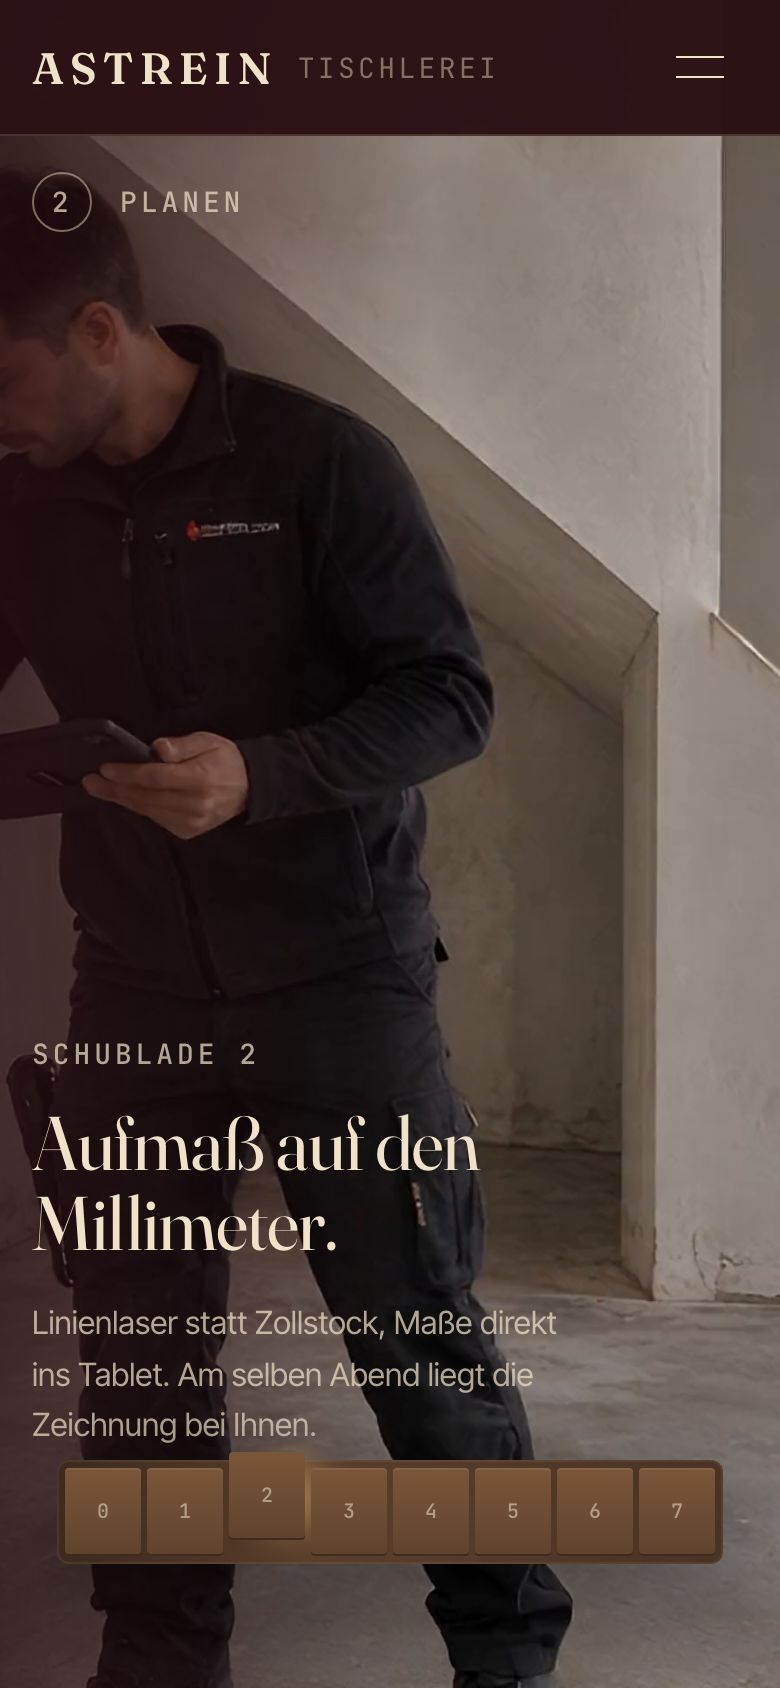 ASTREIN TISCHLEREI
2 PLANEN
SCHUBLADE 2
Aufmaß auf den
Millimeter.
Linienlaser statt Zollstock, Maße direkt
ins Tablet. Am selben Abend liegt die
Zeichnung bei Ihnen.
0 1 2 3 4 5 6 7